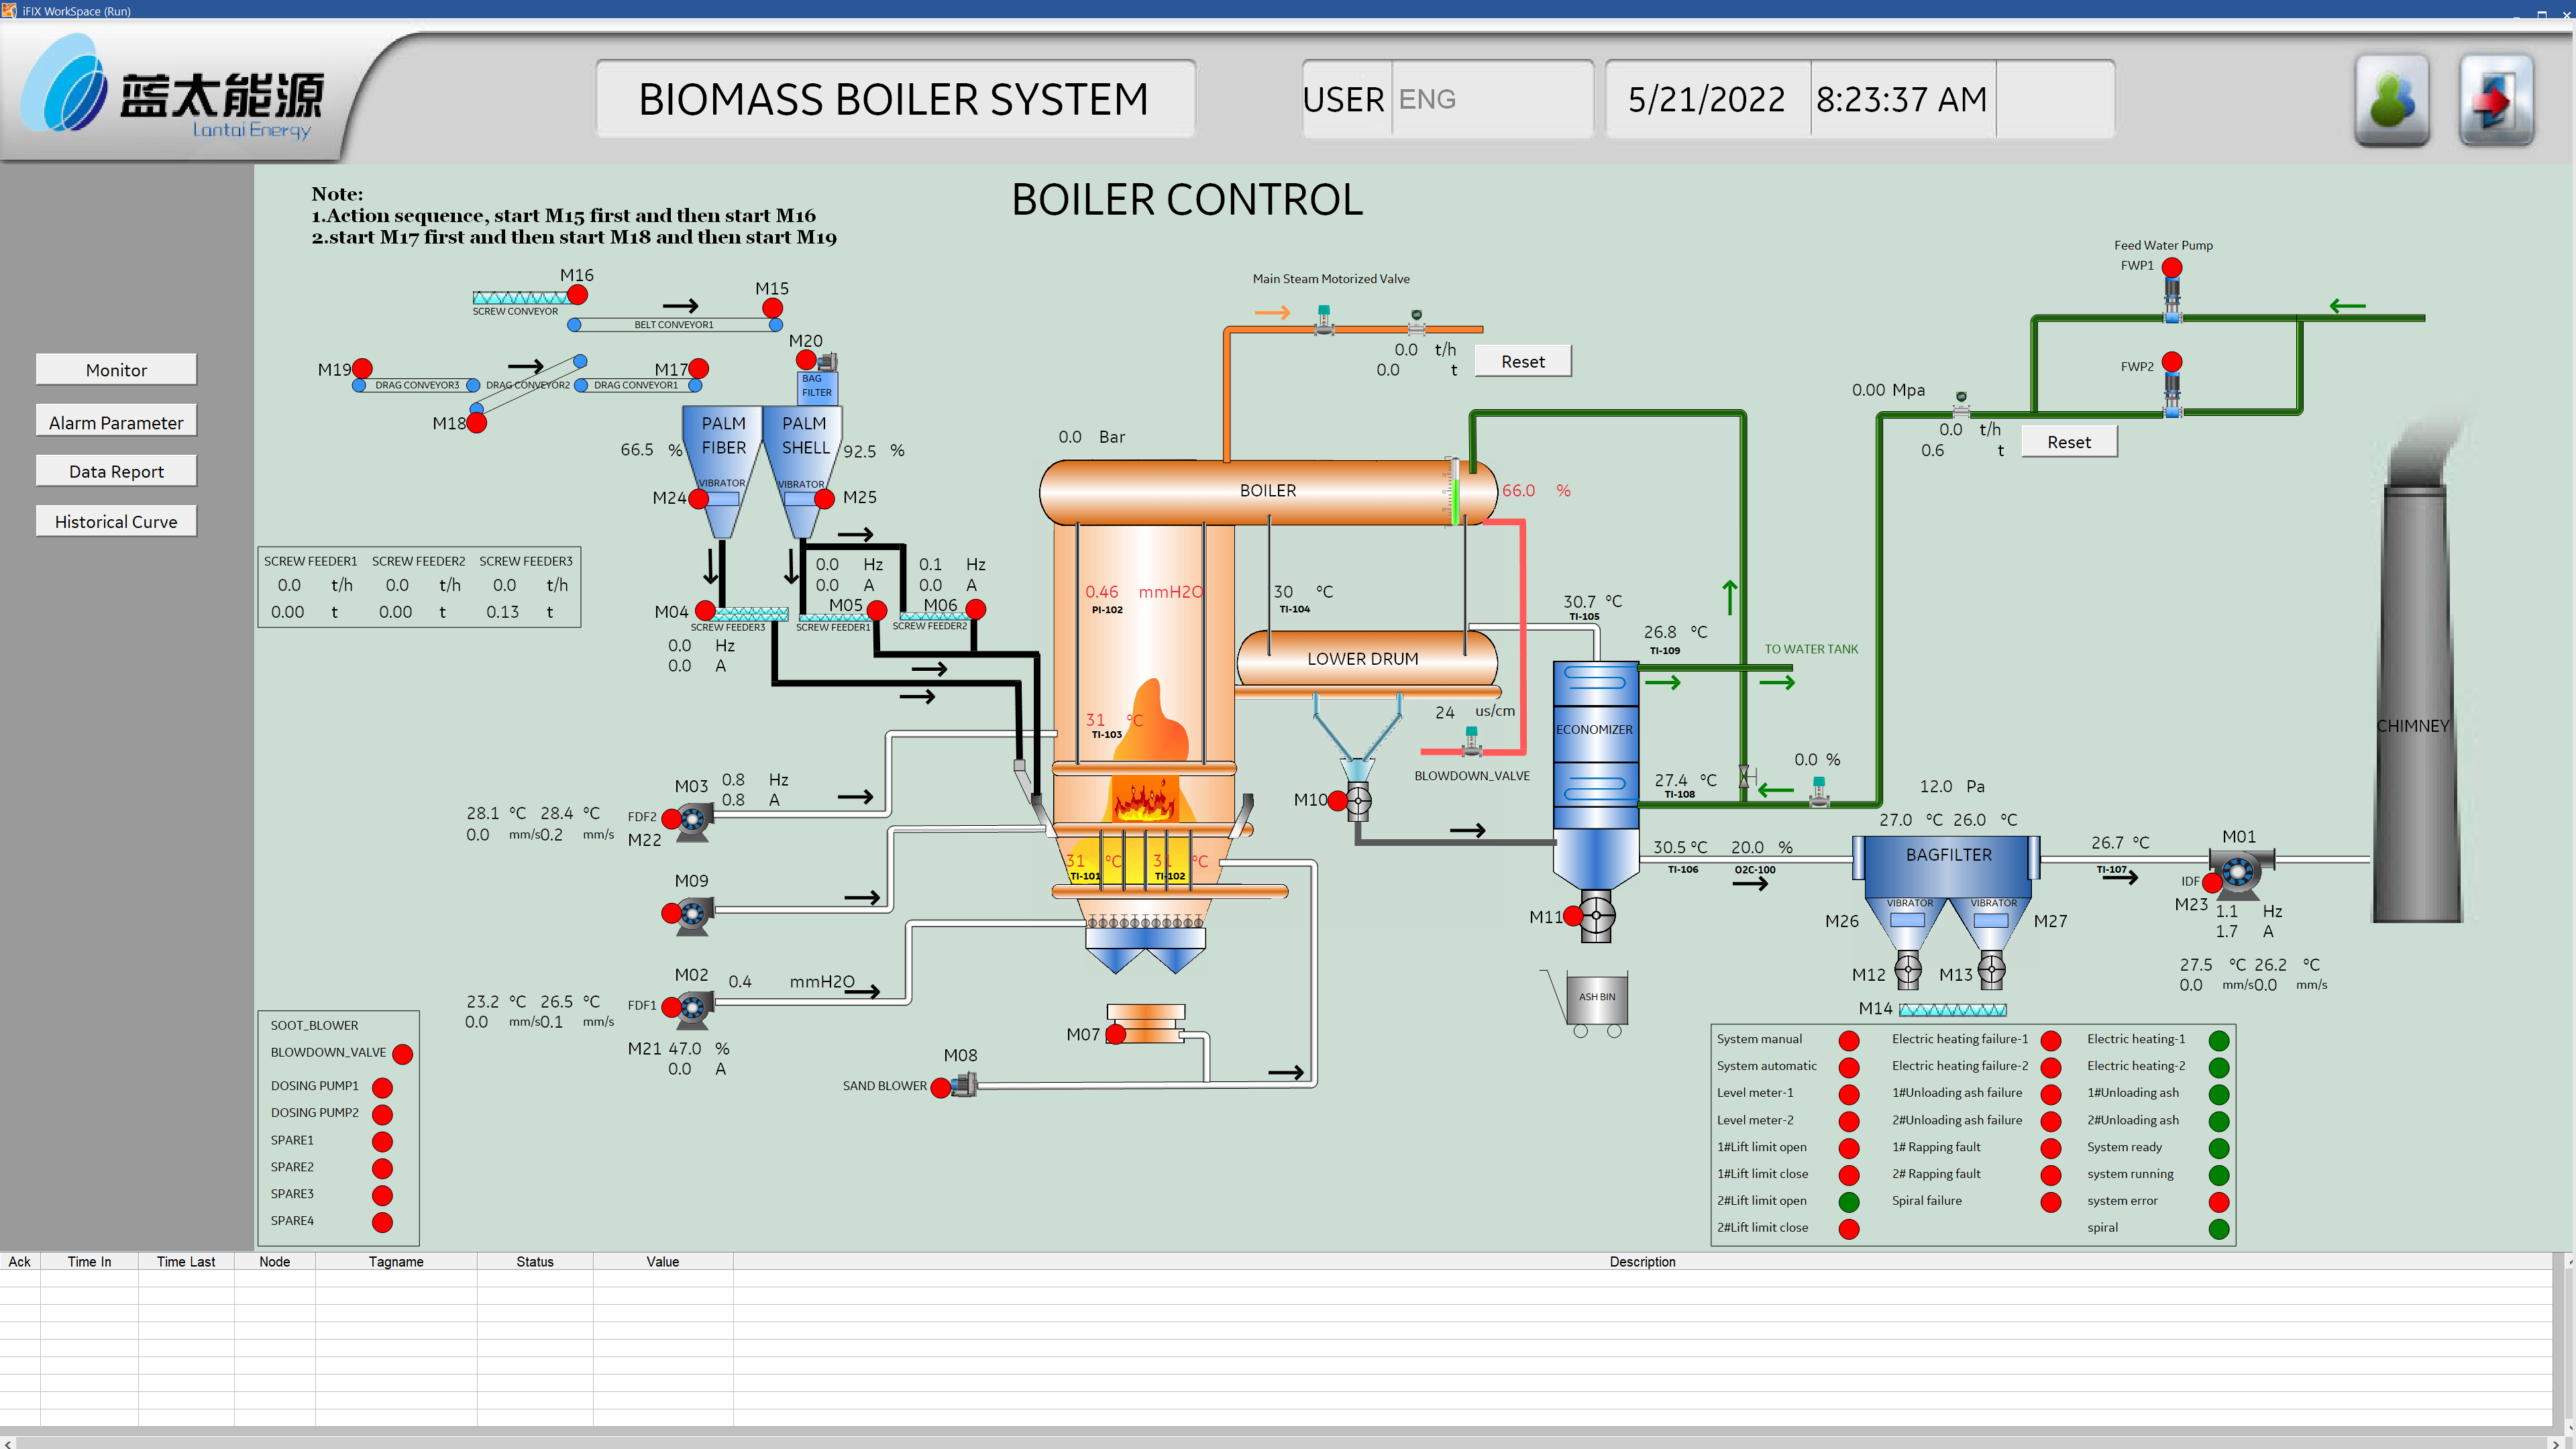 iFIX WorkSpace (Run)
蓝太能源
Lantai Energy
BIOMASS BOILER SYSTEM
USER ENG
5/21/2022 8:23:37 AM
Note:
1.Action sequence, start M15 first and then start M16
2.start M17 first and then start M18 and then start M19
BOILER CONTROL
Monitor
Alarm Parameter
Data Report
Historical Curve
M16
SCREW CONVEYOR
M15
BELT CONVEYOR1
M20
BAG
FILTER
M19
DRAG CONVEYOR3
DRAG CONVEYOR2
M17
DRAG CONVEYOR1
M18
PALM
FIBER
PALM
SHELL
66.5 %
92.5 %
VIBRATOR
VIBRATOR
M24
M25
SCREW FEEDER1 SCREW FEEDER2 SCREW FEEDER3
0.0 t/h 0.0 t/h 0.0 t/h
0.00 t 0.00 t 0.13 t
0.0 Hz 0.1 Hz
0.0 A 0.0 A
M04
M05
M06
SCREW FEEDER3
SCREW FEEDER1
SCREW FEEDER2
0.0 Hz
0.0 A
Main Steam Motorized Valve
0.0 t/h
0.0 t
Reset
0.0 Bar
BOILER
66.0 %
0.46 mmH2O
PI-102
30 °C
TI-104
LOWER DRUM
31 °C
TI-103
31 °C
TI-101
31 °C
TI-102
24 us/cm
BLOWDOWN_VALVE
M10
30.7 °C
TI-105
26.8 °C
TI-109
TO WATER TANK
ECONOMIZER
27.4 °C
TI-108
0.0 %
30.5 °C 20.0 %
TI-106 O2C-100
M11
ASH BIN
Feed Water Pump
FWP1
FWP2
0.00 Mpa
0.0 t/h
0.6 t
Reset
12.0 Pa
27.0 °C 26.0 °C
BAGFILTER
VIBRATOR
VIBRATOR
M26
M27
M12
M13
M14
26.7 °C
TI-107
M01
IDF
M23
1.1 Hz
1.7 A
27.5 °C 26.2 °C
0.0 mm/s 0.0 mm/s
CHIMNEY
M03
0.8 Hz
0.8 A
28.1 °C 28.4 °C
0.0 mm/s 0.2 mm/s
FDF2
M22
M09
M02
0.4 mmH2O
23.2 °C 26.5 °C
0.0 mm/s 0.1 mm/s
FDF1
M21 47.0 %
0.0 A
M07
M08
SAND BLOWER
SOOT_BLOWER
BLOWDOWN_VALVE
DOSING PUMP1
DOSING PUMP2
SPARE1
SPARE2
SPARE3
SPARE4
System manual Electric heating failure-1 Electric heating-1
System automatic Electric heating failure-2 Electric heating-2
Level meter-1 1#Unloading ash failure 1#Unloading ash
Level meter-2 2#Unloading ash failure 2#Unloading ash
1#Lift limit open 1# Rapping fault System ready
1#Lift limit close 2# Rapping fault system running
2#Lift limit open Spiral failure system error
2#Lift limit close spiral
Ack Time In Time Last Node Tagname Status Value Description